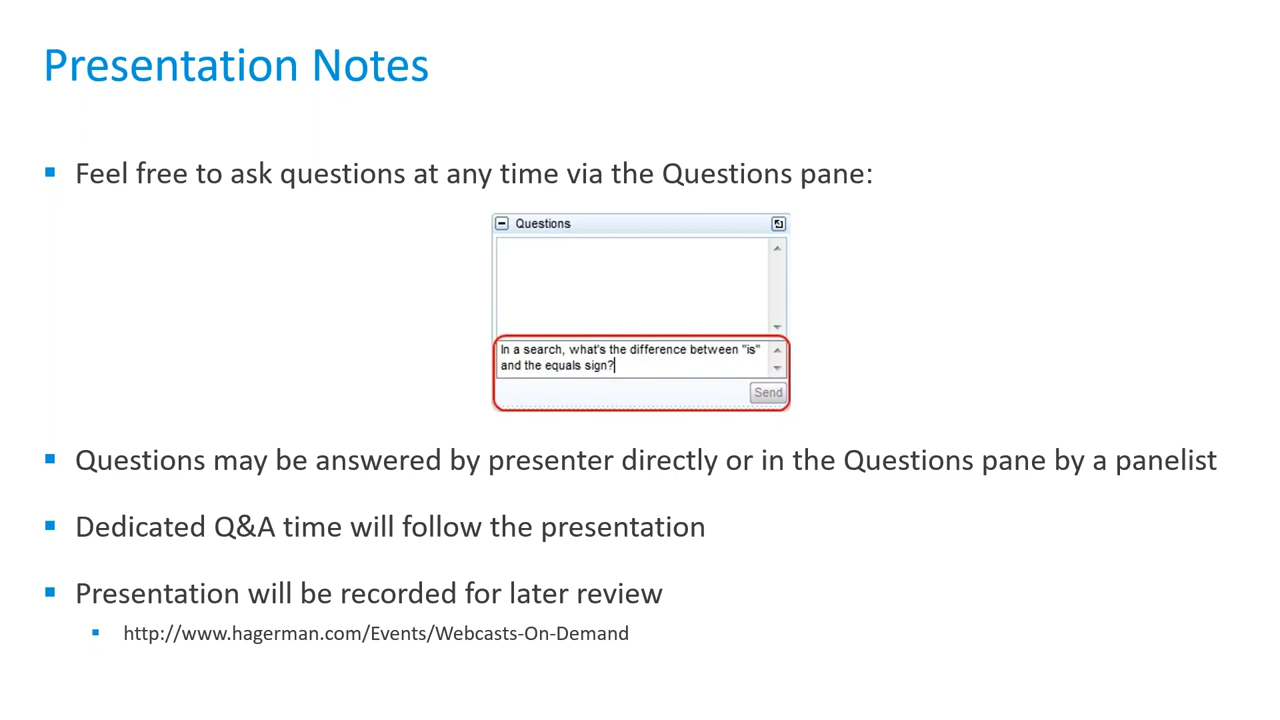 Presentation Notes
Feel free to ask questions at any time via the Questions pane:
Questions
In a search, what's the difference between "is"
and the equals sign?
Send
Questions may be answered by presenter directly or in the Questions pane by a panelist
Dedicated Q&A time will follow the presentation
Presentation will be recorded for later review
http://www.hagerman.com/Events/Webcasts-On-Demand